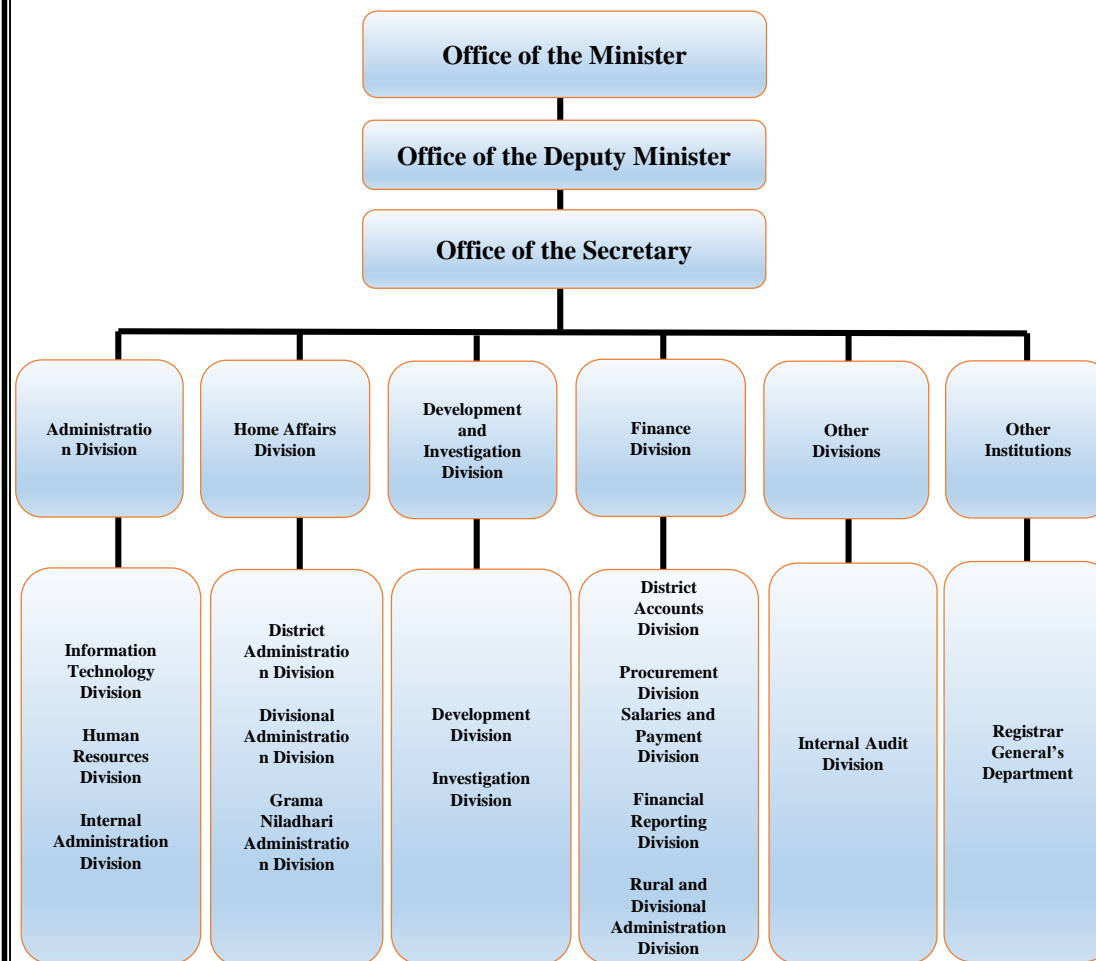 Office of the Minister
Office of the Deputy Minister
Office of the Secretary
Administratio
n Division
Home Affairs
Division
Development
and
Investigation
Division
Finance
Division
Other
Divisions
Other
Institutions
Information
Technology
Division
Human
Resources
Division
Internal
Administration
Division
District
Administratio
n Division
Divisional
Administratio
n Division
Grama
Niladhari
Administratio
n Division
Development
Division
Investigation
Division
District
Accounts
Division
Procurement
Division
Salaries and
Payment
Division
Financial
Reporting
Division
Rural and
Divisional
Administration
Division
Internal Audit
Division
Registrar
General’s
Department